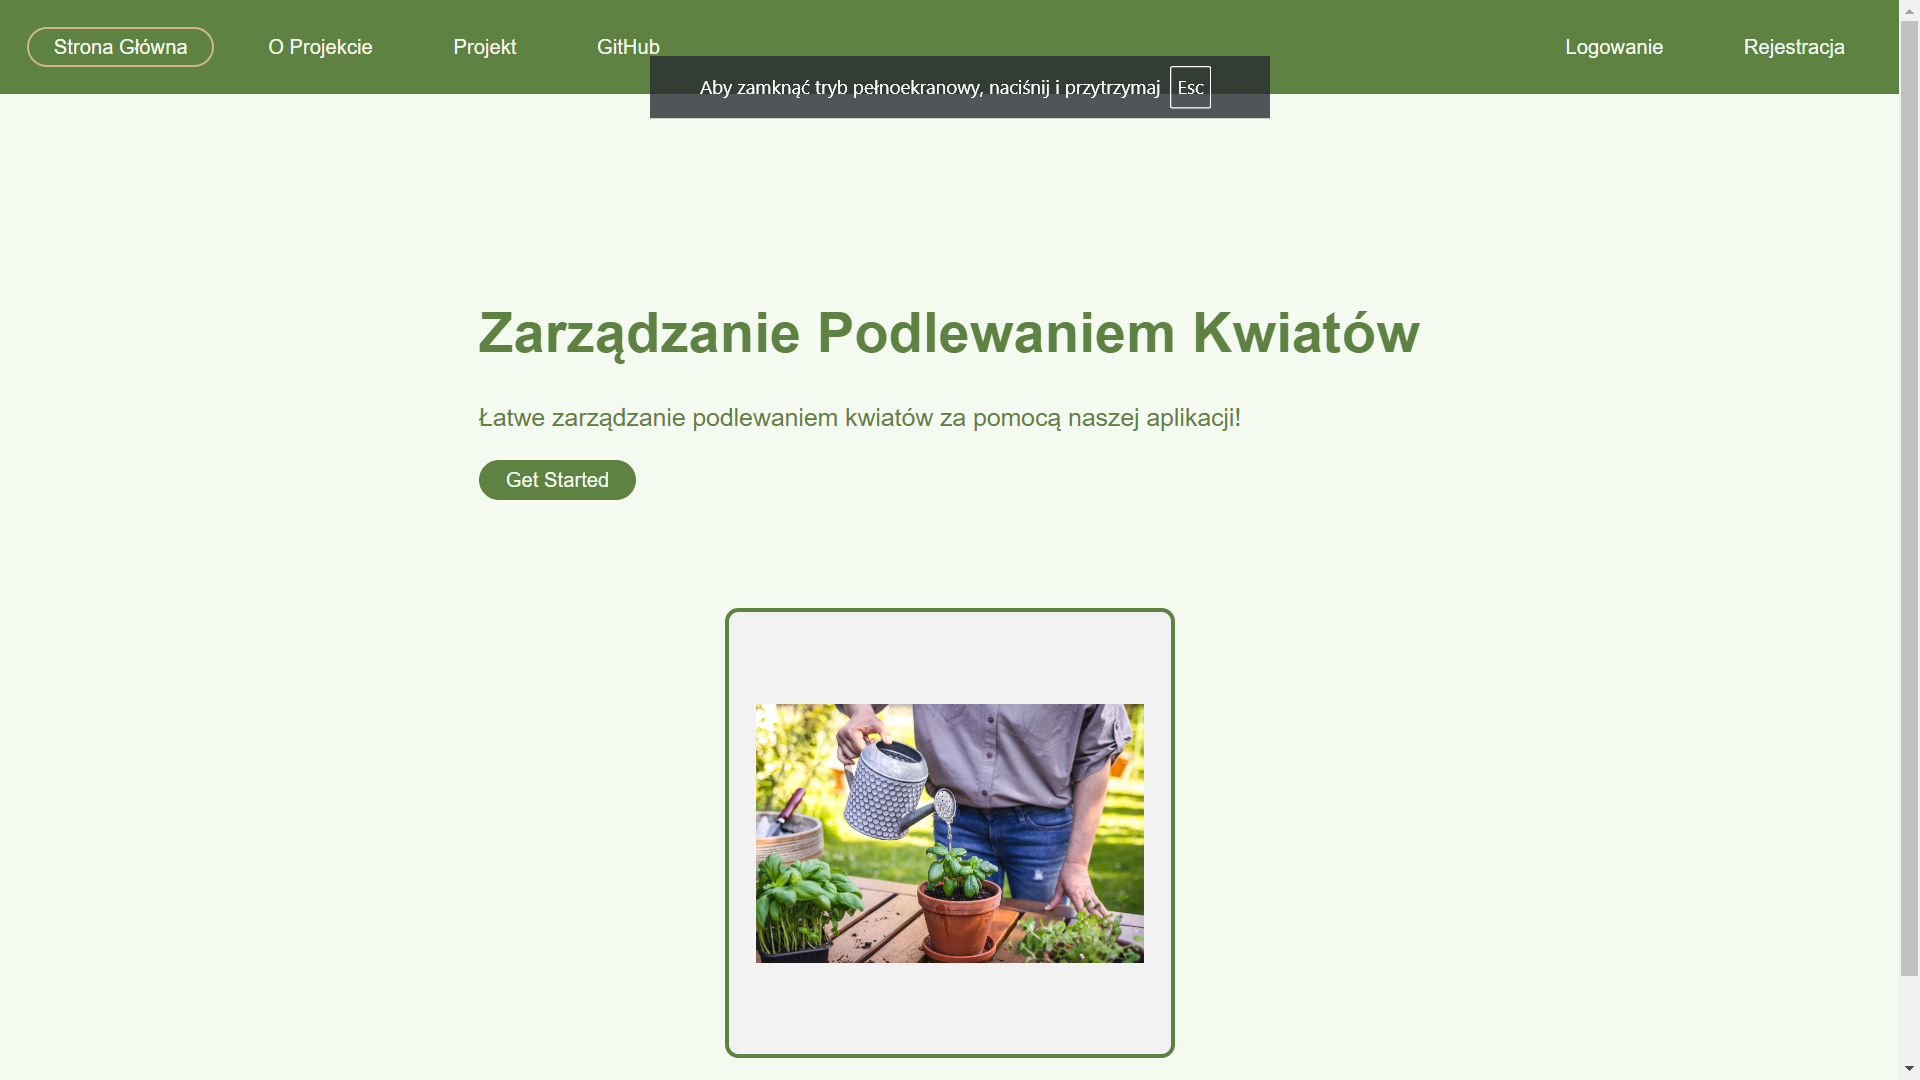 Strona Główna O Projekcie Projekt GitHub Logowanie Rejestracja
Aby zamknąć tryb pełnoekranowy, naciśnij i przytrzymaj Esc
Zarządzanie Podlewaniem Kwiatów
Łatwe zarządzanie podlewaniem kwiatów za pomocą naszej aplikacji!
Get Started